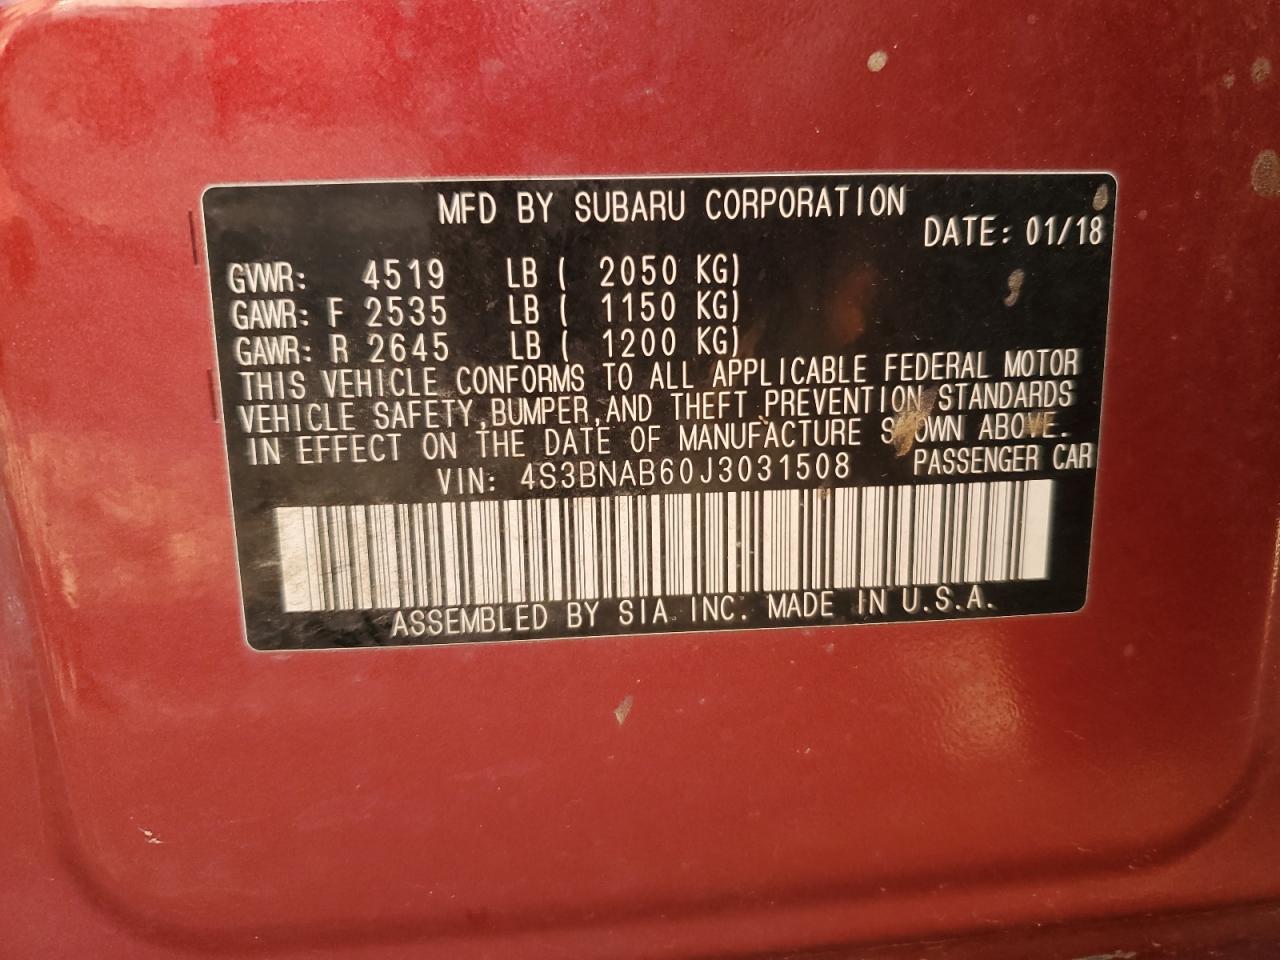 MFD BY SUBARU CORPORATION
DATE: 01/18
GVWR: 4519 LB ( 2050 KG)
GAWR: F 2535 LB ( 1150 KG)
GAWR: R 2645 LB ( 1200 KG)
THIS VEHICLE CONFORMS TO ALL APPLICABLE FEDERAL MOTOR
VEHICLE SAFETY,BUMPER,AND THEFT PREVENTION STANDARDS
IN EFFECT ON THE DATE OF MANUFACTURE SHOWN ABOVE.
VIN: 4S3BNAB60J3031508 PASSENGER CAR
ASSEMBLED BY SIA INC. MADE IN U.S.A.